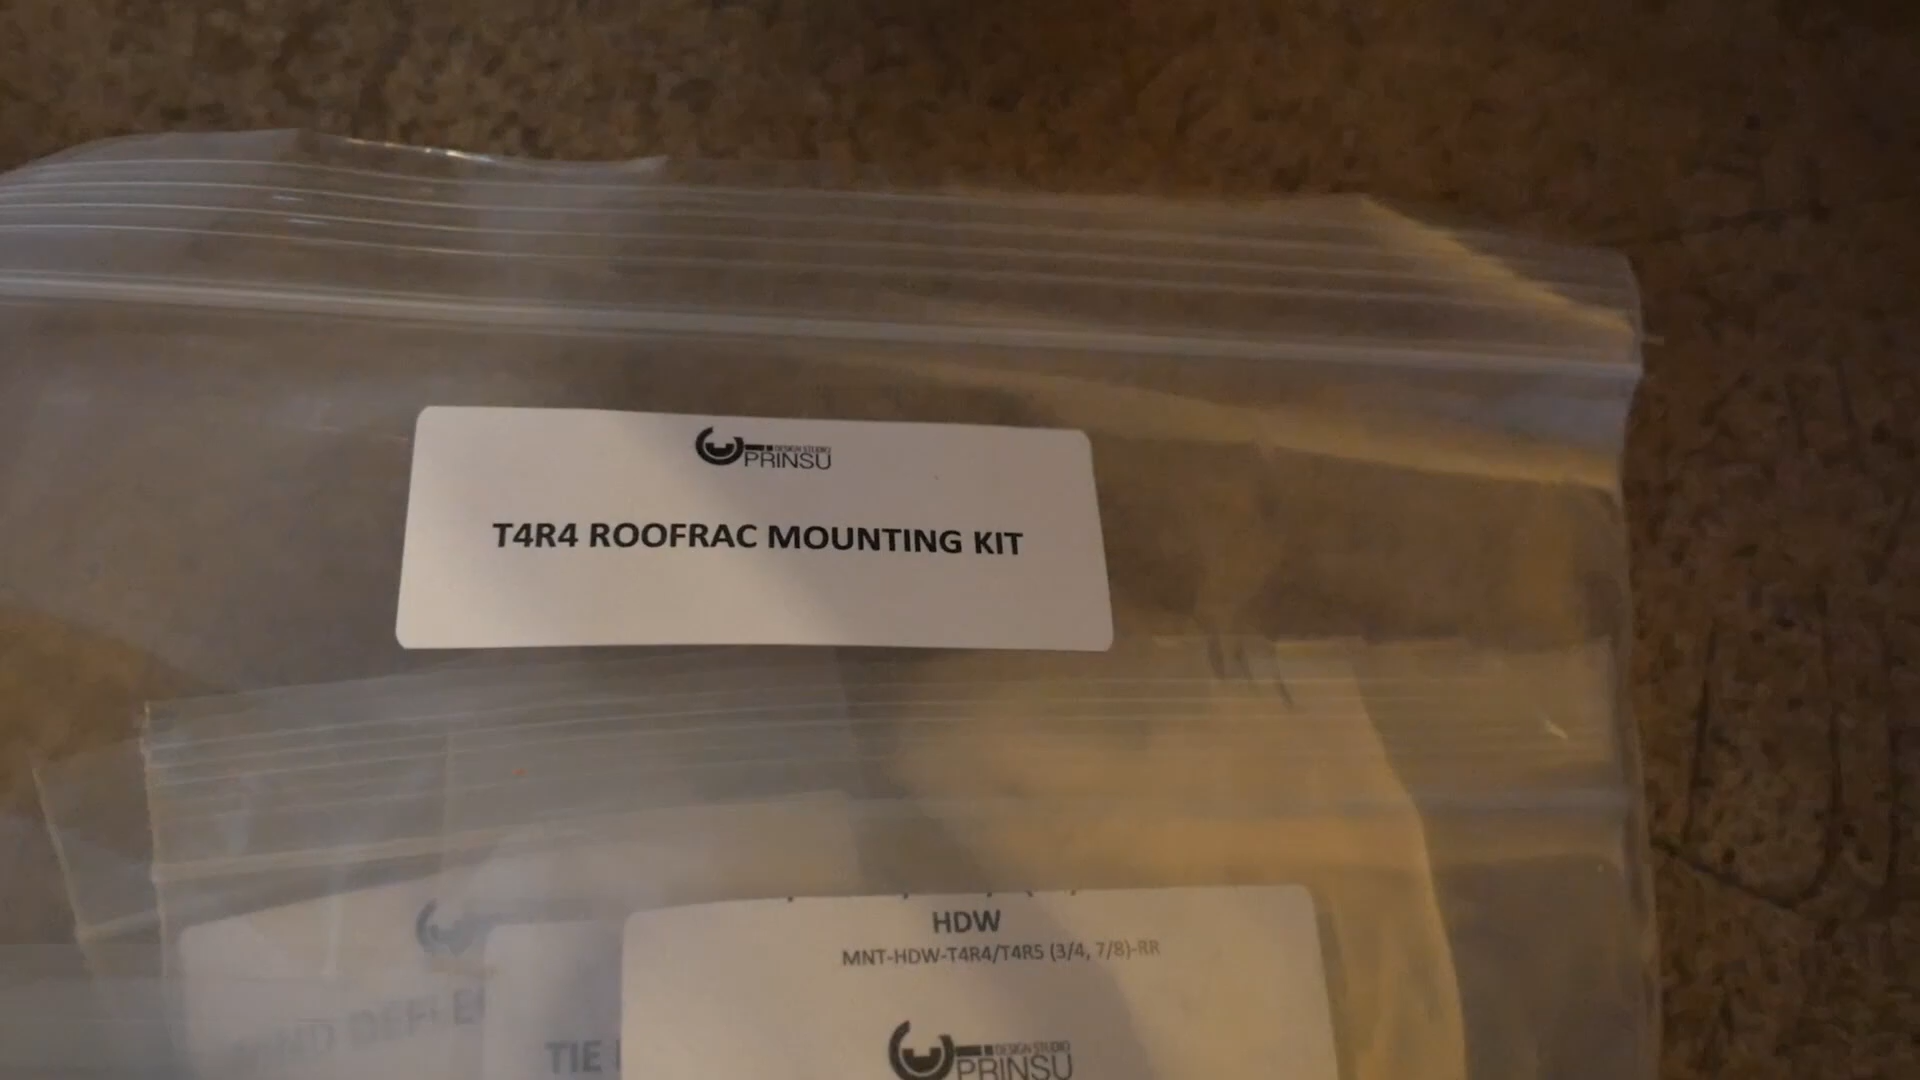 DESIGN STUDIO
PRINSU
T4R4 ROOFRAC MOUNTING KIT
HDW
MNT-HDW-T4R4/T4R5 (3/4, 7/8)-RR
TIE
DESIGN STUDIO
PRINSU